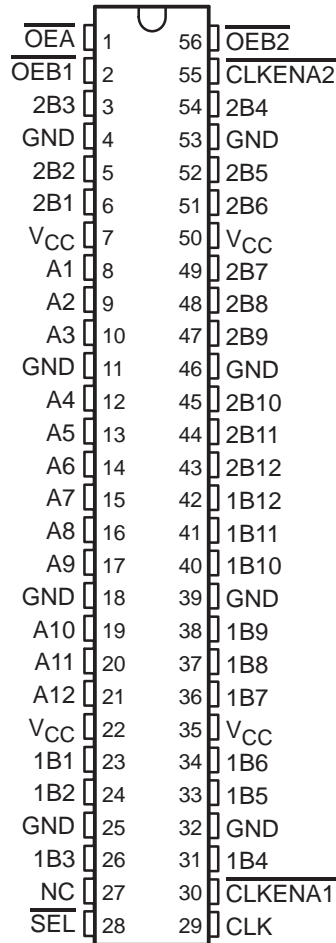 OEA 1 56 OEB2
OEB1 2 55 CLKENA2
2B3 3 54 2B4
GND 4 53 GND
2B2 5 52 2B5
2B1 6 51 2B6
VCC 7 50 VCC
A1 8 49 2B7
A2 9 48 2B8
A3 10 47 2B9
GND 11 46 GND
A4 12 45 2B10
A5 13 44 2B11
A6 14 43 2B12
A7 15 42 1B12
A8 16 41 1B11
A9 17 40 1B10
GND 18 39 GND
A10 19 38 1B9
A11 20 37 1B8
A12 21 36 1B7
VCC 22 35 VCC
1B1 23 34 1B6
1B2 24 33 1B5
GND 25 32 GND
1B3 26 31 1B4
NC 27 30 CLKENA1
SEL 28 29 CLK